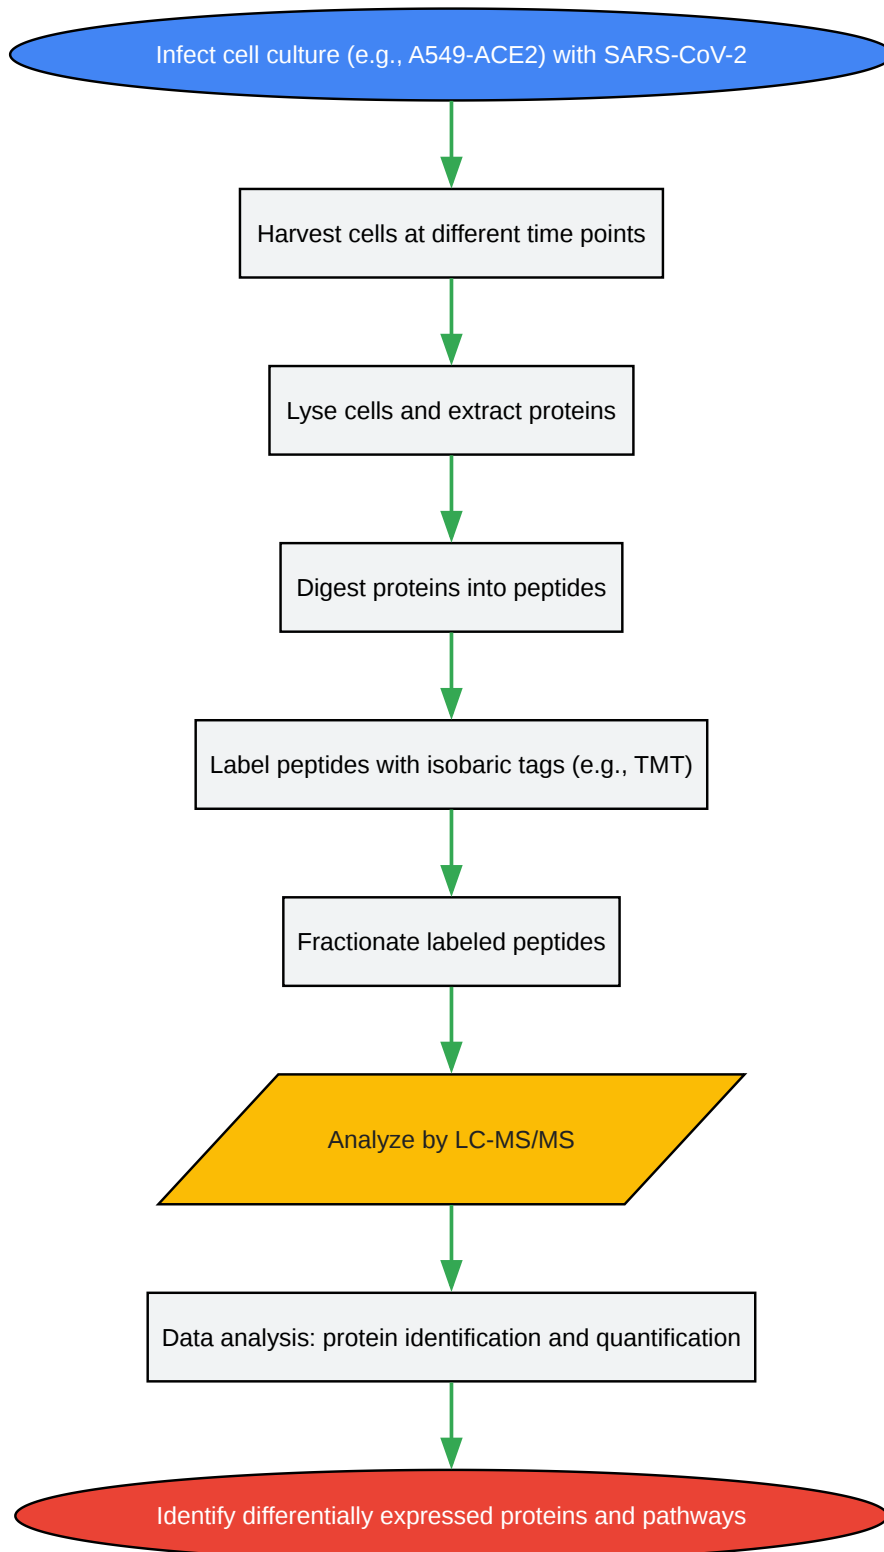 Infect cell culture (e.g., A549-ACE2) with SARS-CoV-2
Harvest cells at different time points
Lyse cells and extract proteins
Digest proteins into peptides
Label peptides with isobaric tags (e.g., TMT)
Fractionate labeled peptides
Analyze by LC-MS/MS
Data analysis: protein identification and quantification
Identify differentially expressed proteins and pathways